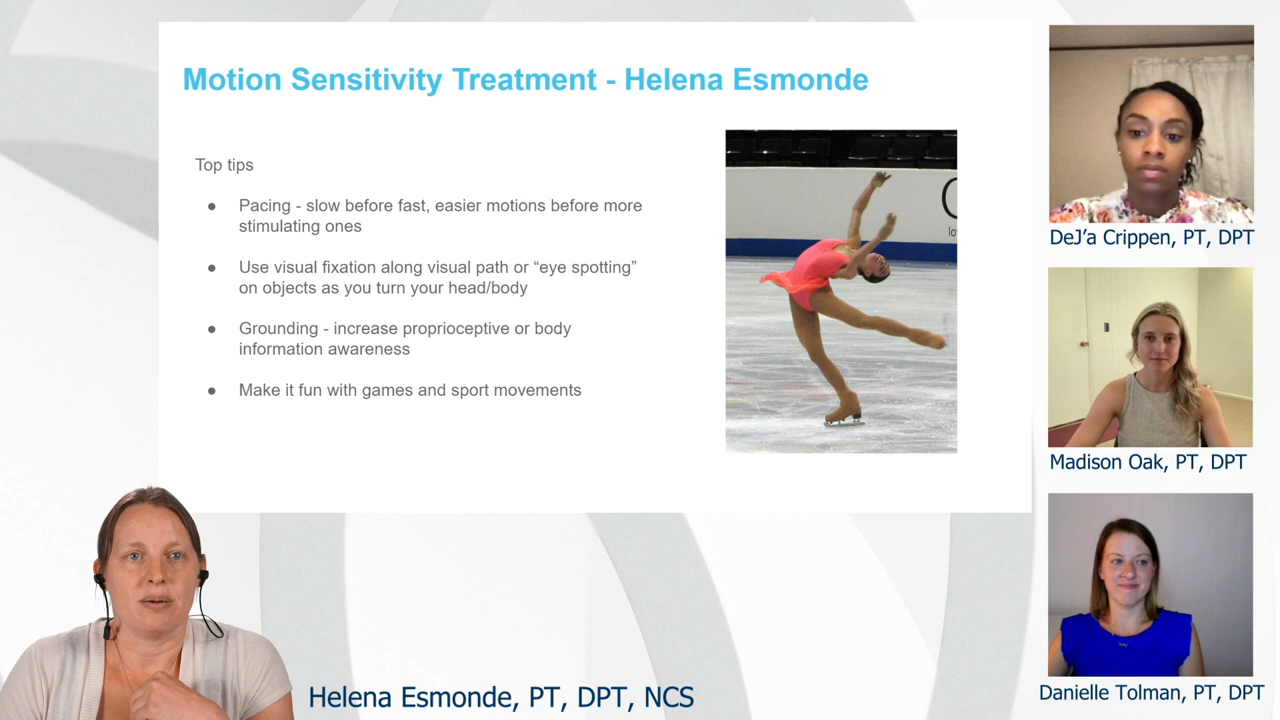 Motion Sensitivity Treatment - Helena Esmonde
Top tips
● Pacing - slow before fast, easier motions before more
stimulating ones
● Use visual fixation along visual path or “eye spotting”
on objects as you turn your head/body
● Grounding - increase proprioceptive or body
information awareness
● Make it fun with games and sport movements
DeJ’a Crippen, PT, DPT
Madison Oak, PT, DPT
Danielle Tolman, PT, DPT
Helena Esmonde, PT, DPT, NCS